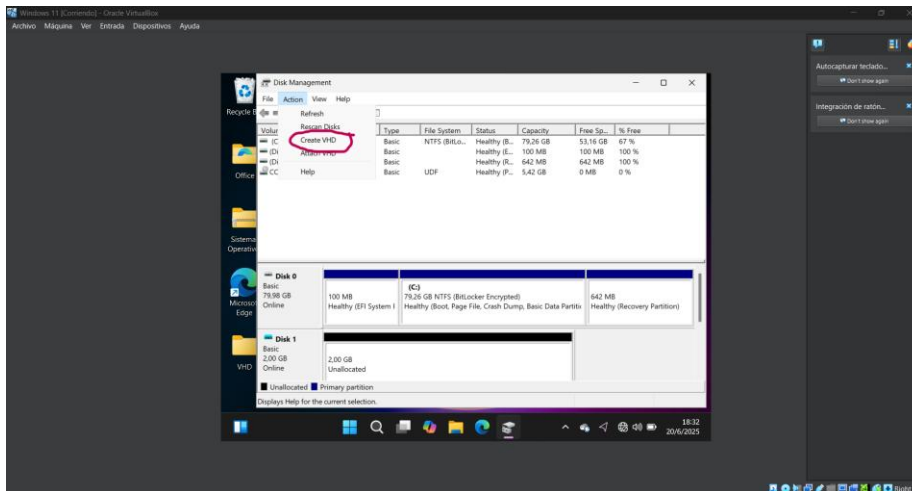 Windows 11 [Corriendo] - Oracle VirtualBox
Archivo Máquina Ver Entrada Dispositivos Ayuda
Autocapturar teclado...
Don't show again
Integración de ratón...
Don't show again
Recycle B
Office
Sistema
Operativ
Microso
Edge
VHD
Disk Management
File Action View Help
Refresh
Rescan Disks
Create VHD
Attach VHD
Help
Volu Type File System Status Capacity Free Sp... % Free
(C Basic NTFS (BitLo... Healthy (B... 79,26 GB 53,16 GB 67 %
(Di Basic Healthy (E... 100 MB 100 MB 100 %
(Di Basic Healthy (R... 642 MB 642 MB 100 %
CC Basic UDF Healthy (P... 5,42 GB 0 MB 0 %
Disk 0
Basic
79,98 GB
Online
100 MB
Healthy (EFI System I
(C:)
79,26 GB NTFS (BitLocker Encrypted)
Healthy (Boot, Page File, Crash Dump, Basic Data Partiti
642 MB
Healthy (Recovery Partition)
Disk 1
Basic
2,00 GB
Online
2,00 GB
Unallocated
Unallocated Primary partition
Displays Help for the current selection.
18:32
20/6/2025
Right